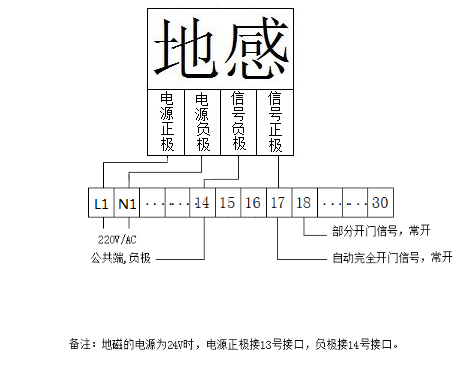 地感
电源正极 电源负极 信号负极 信号正极
L1 N1 ...-... 14 15 16 17 18 ...-... 30
220V/AC
部分开门信号，常开
公共端,负极
自动完全开门信号，常开
备注：地磁的电源为24V时，电源正极接13号接口，负极接14号接口。